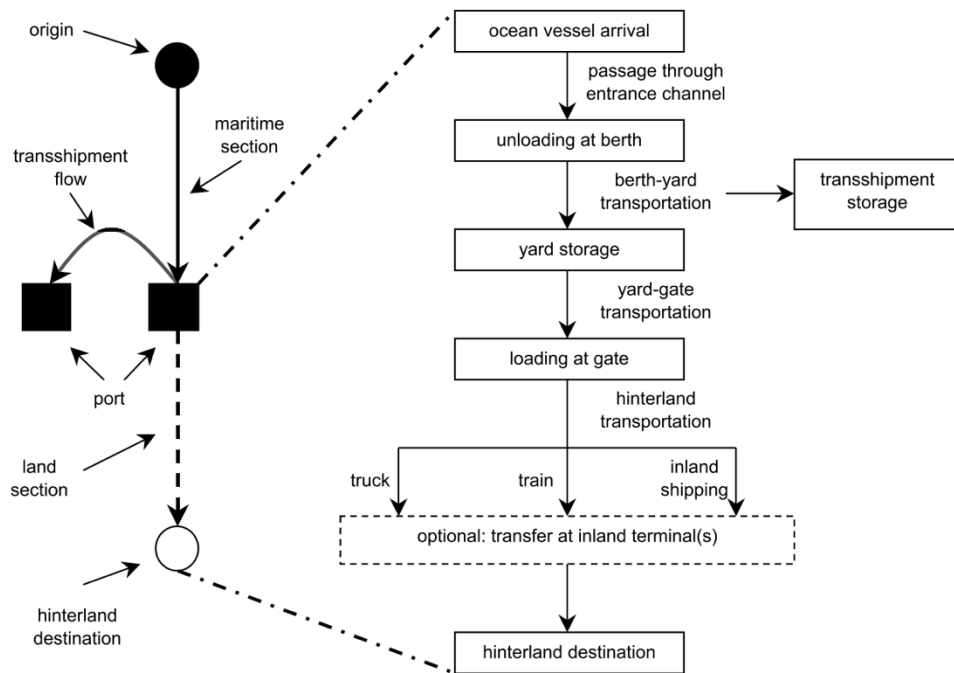 origin
maritime
section
transshipment
flow
port
land
section
hinterland
destination
ocean vessel arrival
passage through
entrance channel
unloading at berth
berth-yard
transportation
transshipment
storage
yard storage
yard-gate
transportation
loading at gate
hinterland
transportation
truck
train
inland
shipping
optional: transfer at inland terminal(s)
hinterland destination